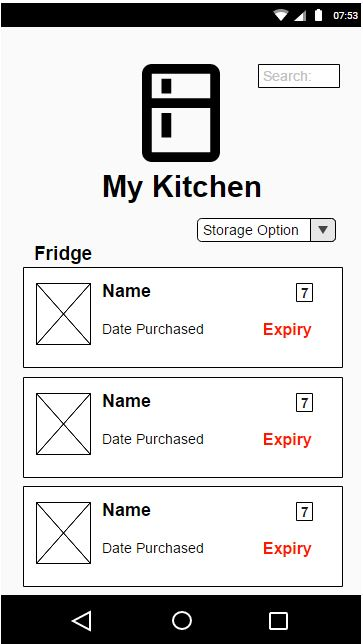 07:53
Search:
My Kitchen
Storage Option
Fridge
Name 7
Date Purchased Expiry
Name 7
Date Purchased Expiry
Name 7
Date Purchased Expiry